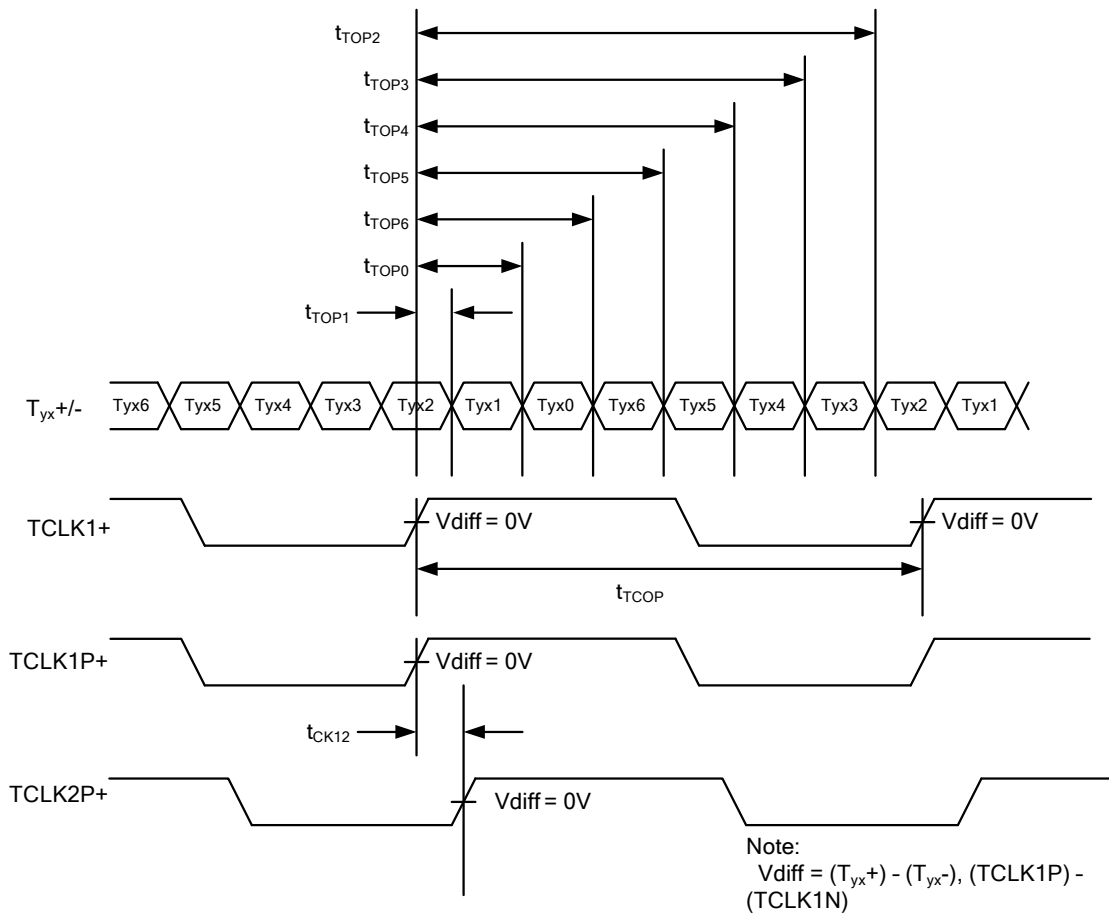 tTOP2
tTOP3
tTOP4
tTOP5
tTOP6
tTOP0
tTOP1
Tyx+/-
Tyx6 Tyx5 Tyx4 Tyx3 Tyx2 Tyx1 Tyx0 Tyx6 Tyx5 Tyx4 Tyx3 Tyx2 Tyx1
TCLK1+
Vdiff = 0V
Vdiff = 0V
tTCOP
TCLK1P+
Vdiff = 0V
tCK12
TCLK2P+
Vdiff = 0V
Note:
Vdiff = (Tyx+) - (Tyx-), (TCLK1P) -
(TCLK1N)